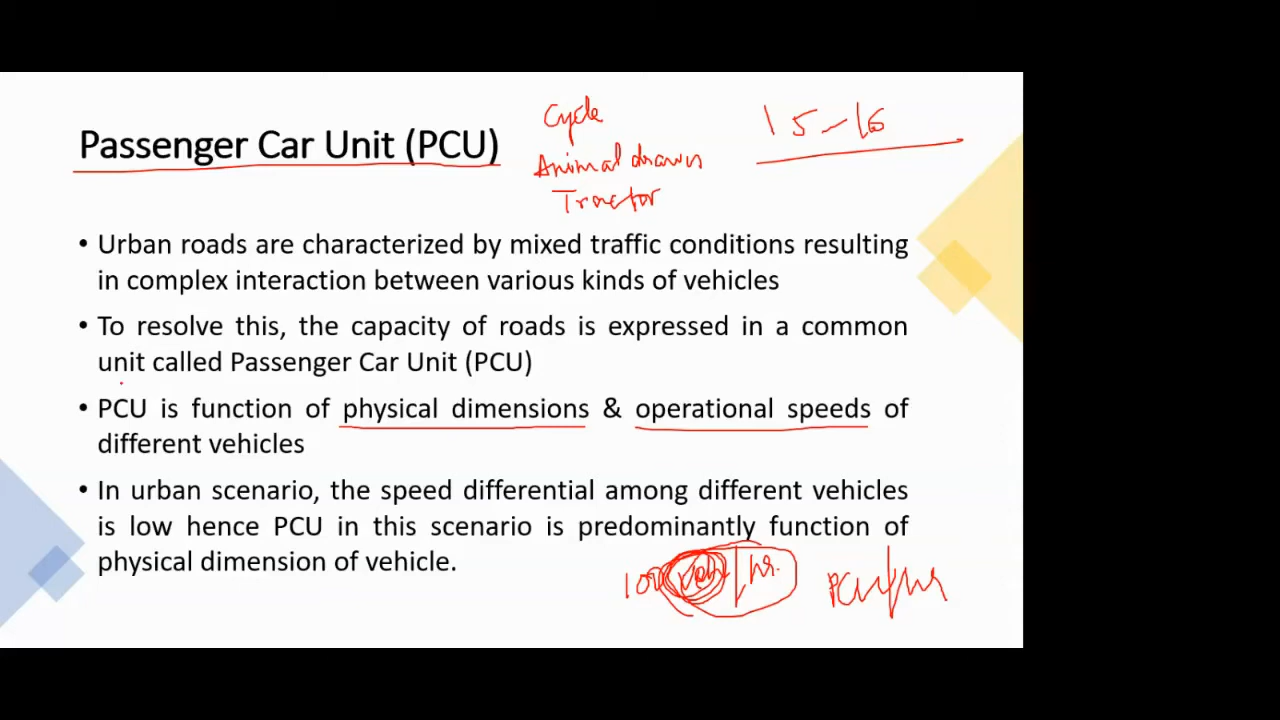 Cycle
15-16
Passenger Car Unit (PCU)
Animal drawn
Tractor
• Urban roads are characterized by mixed traffic conditions resulting
in complex interaction between various kinds of vehicles
• To resolve this, the capacity of roads is expressed in a common
unit called Passenger Car Unit (PCU)
• PCU is function of physical dimensions & operational speeds of
different vehicles
• In urban scenario, the speed differential among different vehicles
is low hence PCU in this scenario is predominantly function of
physical dimension of vehicle.
veh/hr. PCU/hr